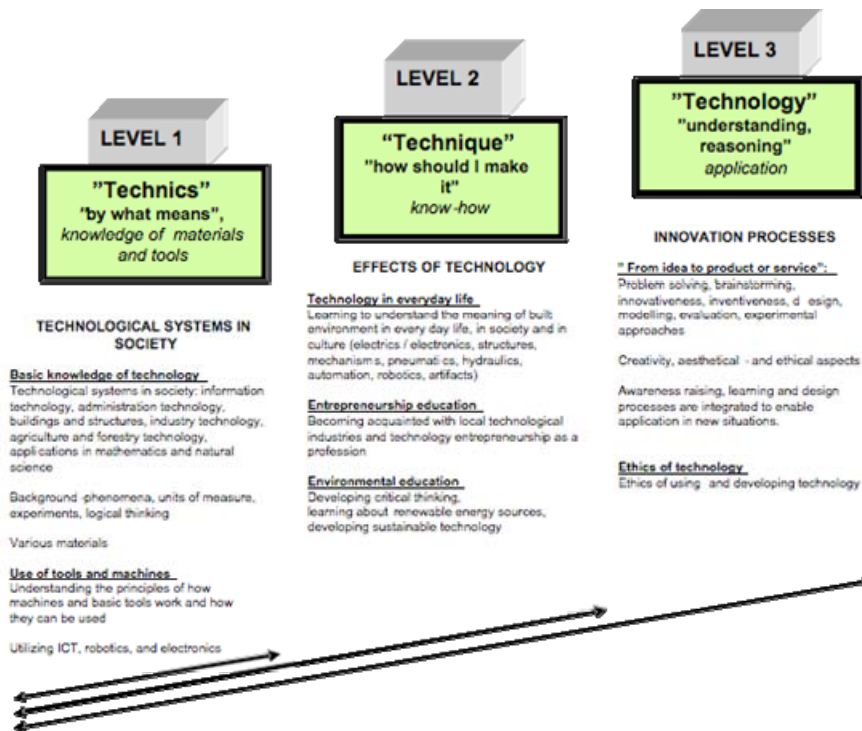 LEVEL 1
"Technics"
"by what means",
knowledge of materials
and tools
TECHNOLOGICAL SYSTEMS IN
SOCIETY
Basic knowledge of technology
Technological systems in society: information
technology, administration technology,
buildings and structures, industry technology,
agriculture and forestry technology,
applications in mathematics and natural
science
Background -phenomena, units of measure,
experiments, logical thinking
Various materials
Use of tools and machines
Understanding the principles of how
machines and basic tools work and how
they can be used
Utilizing ICT, robotics, and electronics
LEVEL 2
"Technique"
"how should I make
it"
know-how
EFFECTS OF TECHNOLOGY
Technology in everyday life
Learning to understand the meaning of built
environment in every day life, in society and in
culture (electrics / electronics, structures,
mechanisms, pneumatics, hydraulics,
automation, robotics, artifacts)
Entrepreneurship education
Becoming acquainted with local technological
industries and technology entrepreneurship as a
profession
Environmental education
Developing critical thinking,
learning about renewable energy sources,
developing sustainable technology
LEVEL 3
"Technology"
"understanding,
reasoning"
application
INNOVATION PROCESSES
" From idea to product or service":
Problem solving, brainstorming,
innovativeness, inventiveness, d esign,
modelling, evaluation, experimental
approaches
Creativity, aesthetical - and ethical aspects
Awareness raising, learning and design
processes are integrated to enable
application in new situations.
Ethics of technology
Ethics of using and developing technology